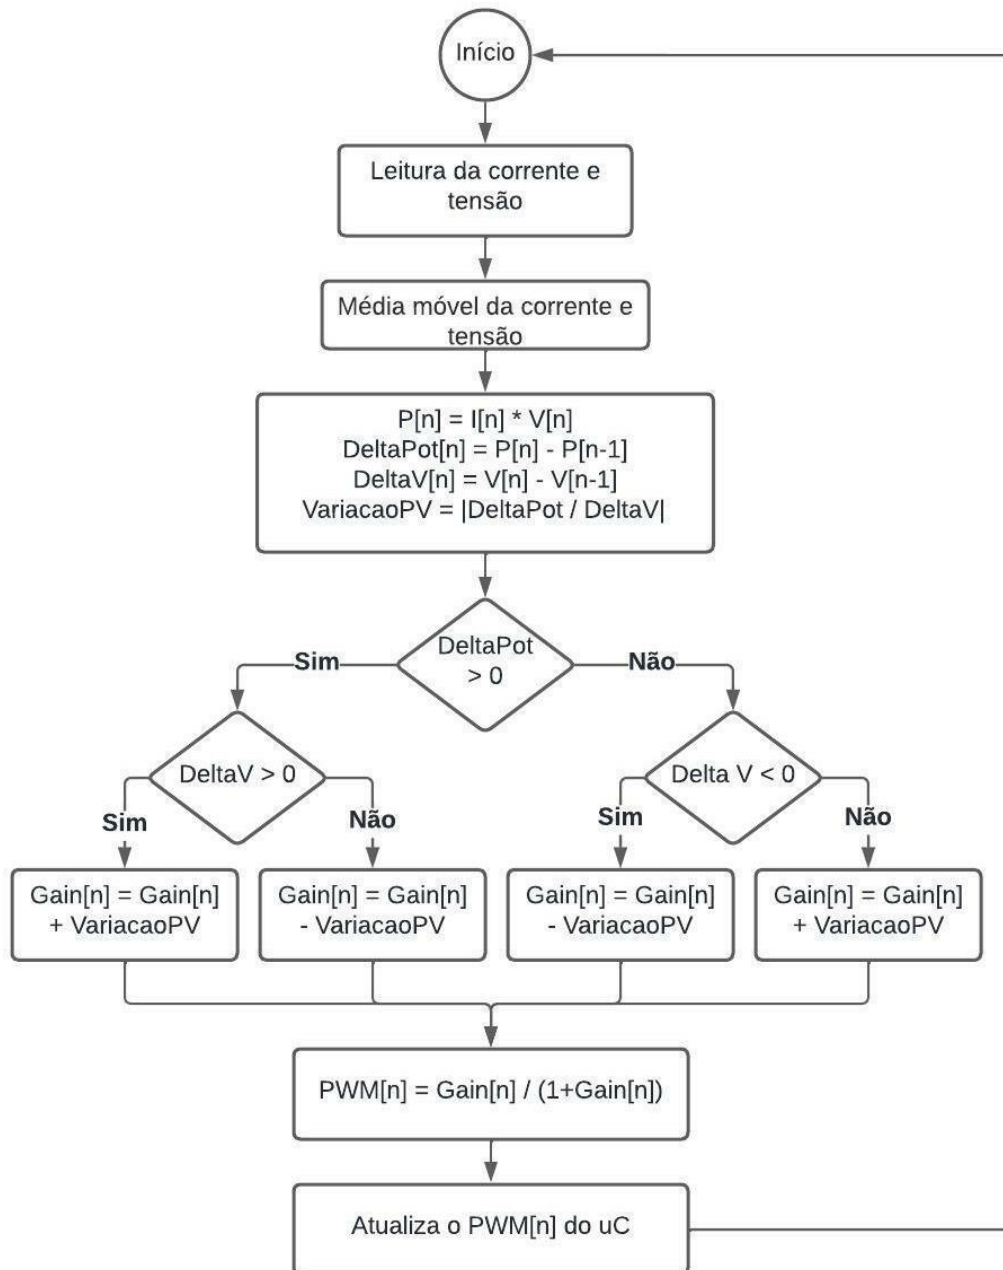 Início
Leitura da corrente e
tensão
Média móvel da corrente e
tensão
P[n] = I[n] * V[n]
DeltaPot[n] = P[n] - P[n-1]
DeltaV[n] = V[n] - V[n-1]
VariacaoPV = |DeltaPot / DeltaV|
DeltaPot
> 0
Sim
Não
DeltaV > 0
Delta V < 0
Sim
Não
Sim
Não
Gain[n] = Gain[n]
+ VariacaoPV
Gain[n] = Gain[n]
- VariacaoPV
Gain[n] = Gain[n]
- VariacaoPV
Gain[n] = Gain[n]
+ VariacaoPV
PWM[n] = Gain[n] / (1+Gain[n])
Atualiza o PWM[n] do uC